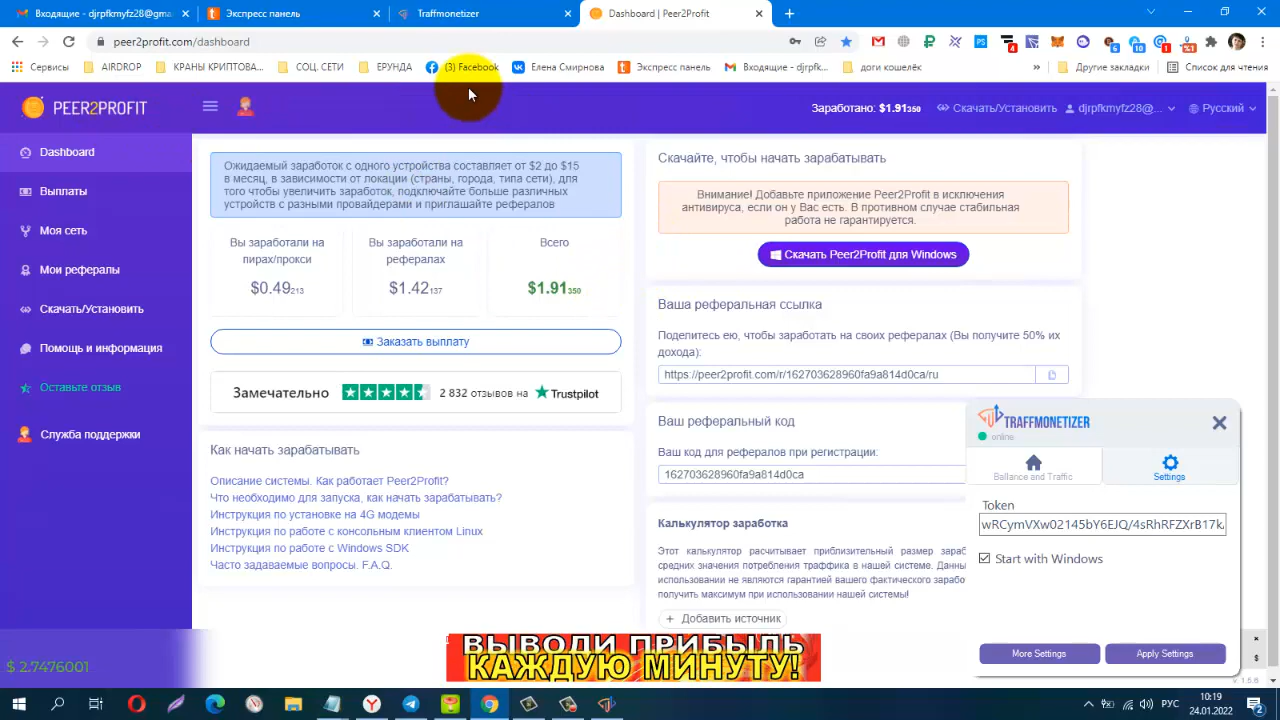 Входящие - djrpfkmyfz28@gm
Экспресс панель
Traffmonetizer
Dashboard | Peer2Profit
peer2profit.com/dashboard
Сервисы
AIRDROP
КРАНЫ КРИПТОВА...
СОЦ. СЕТИ
ЕРУНДА
(3) Facebook
Елена Смирнова
Экспресс панель
Входящие - djrpfk...
доги кошелёк
»
Другие закладки
Список для чтения
PEER2PROFIT
Заработано: $1.91350
Скачать/Установить
djrpfkmyfz28@...
Русский
Dashboard
Выплаты
Моя сеть
Мои рефералы
Скачать/Установить
Помощь и информация
Оставьте отзыв
Служба поддержки
Ожидаемый заработок с одного устройства составляет от $2 до $15
в месяц, в зависимости от локации (страны, города, типа сети), для
того чтобы увеличить заработок, подключайте больше различных
устройств с разными провайдерами и приглашайте рефералов
Вы заработали на
пирах/прокси
$0.49213
Вы заработали на
рефералах
$1.42137
Всего
$1.91350
Заказать выплату
Замечательно
2 832 отзывов на
Trustpilot
Как начать зарабатывать
Описание системы. Как работает Peer2Profit?
Что необходимо для запуска, как начать зарабатывать?
Инструкция по установке на 4G модемы
Инструкция по работе с консольным клиентом Linux
Инструкция по работе с Windows SDK
Часто задаваемые вопросы. F.A.Q.
Скачайте, чтобы начать зарабатывать
Внимание! Добавьте приложение Peer2Profit в исключения
антивируса, если он у Вас есть. В противном случае стабильная
работа не гарантируется.
Скачать Peer2Profit для Windows
Ваша реферальная ссылка
Поделитесь ею, чтобы заработать на своих рефералах (Вы получите 50% их
дохода):
https://peer2profit.com/r/162703628960fa9a814d0ca/ru
Ваш реферальный код
Ваш код для рефералов при регистрации:
162703628960fa9a814d0ca
Калькулятор заработка
Этот калькулятор расчитывает приблизительный размер зараб
средних значения потребления траффика в нашей системе. Данны
использовании не являются гарантией вашего фактического зарабо
получить максимум при использовании нашей системы!
+ Добавить источник
TRAFFMONETIZER
online
Ballance and Traffic
Settings
Token
wRCymVXw02145bY6EJQ/4sRhRFZXrB17k
Start with Windows
More Settings
Apply Settings
ВЫВОДИ ПРИБЫЛЬ
КАЖДУЮ МИНУТУ!
$ 2.7476001
v 1.5.6
РУС
10:19
24.01.2022